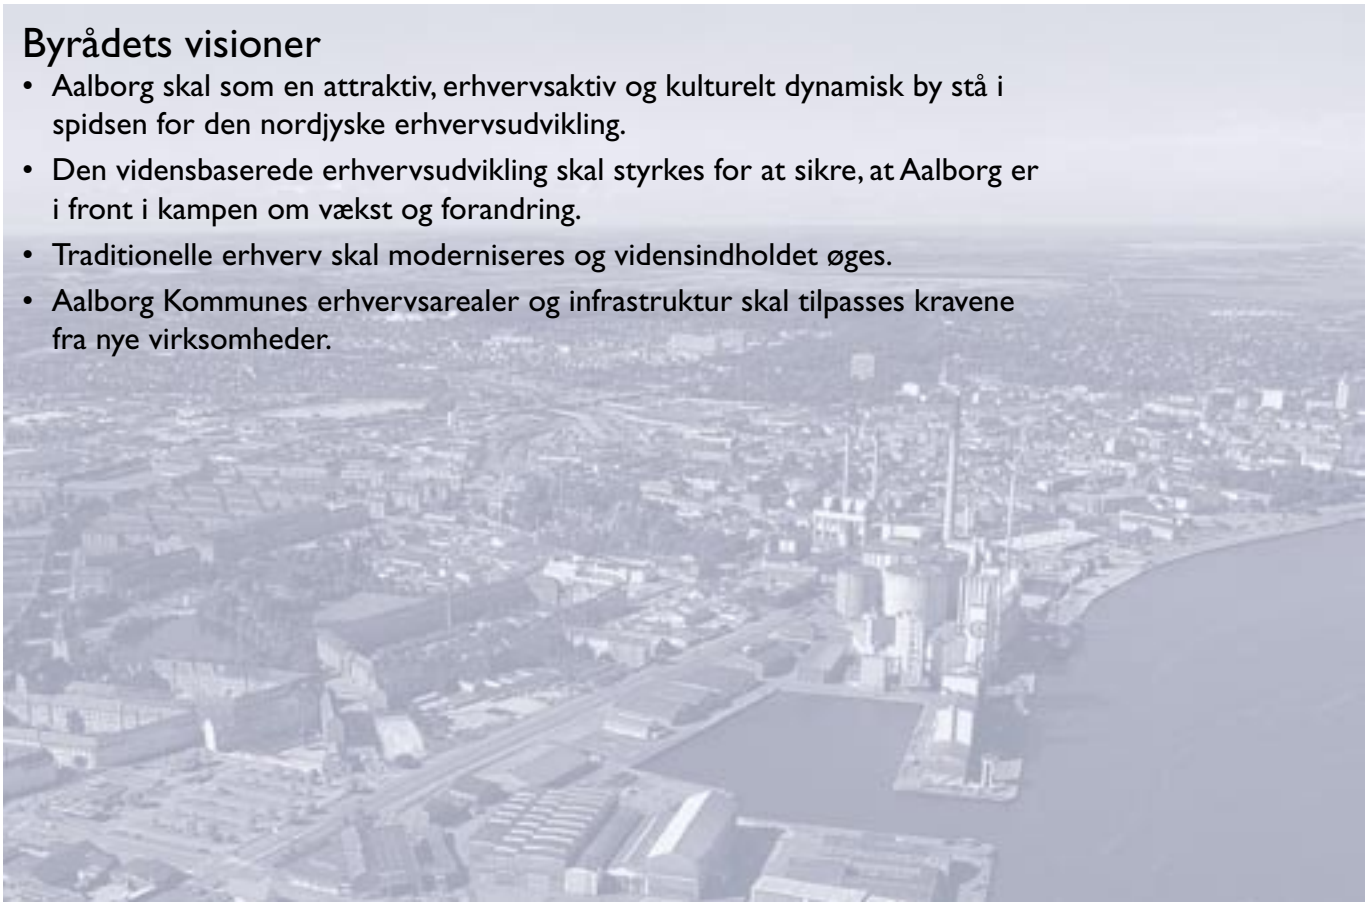 Byrådets visioner
• Aalborg skal som en attraktiv, erhvervsaktiv og kulturelt dynamisk by stå i
spidsen for den nordjyske erhvervsudvikling.
• Den vidensbaserede erhvervsudvikling skal styrkes for at sikre, at Aalborg er
i front i kampen om vækst og forandring.
• Traditionelle erhverv skal moderniseres og vidensindholdet øges.
• Aalborg Kommunes erhvervsarealer og infrastruktur skal tilpasses kravene
fra nye virksomheder.